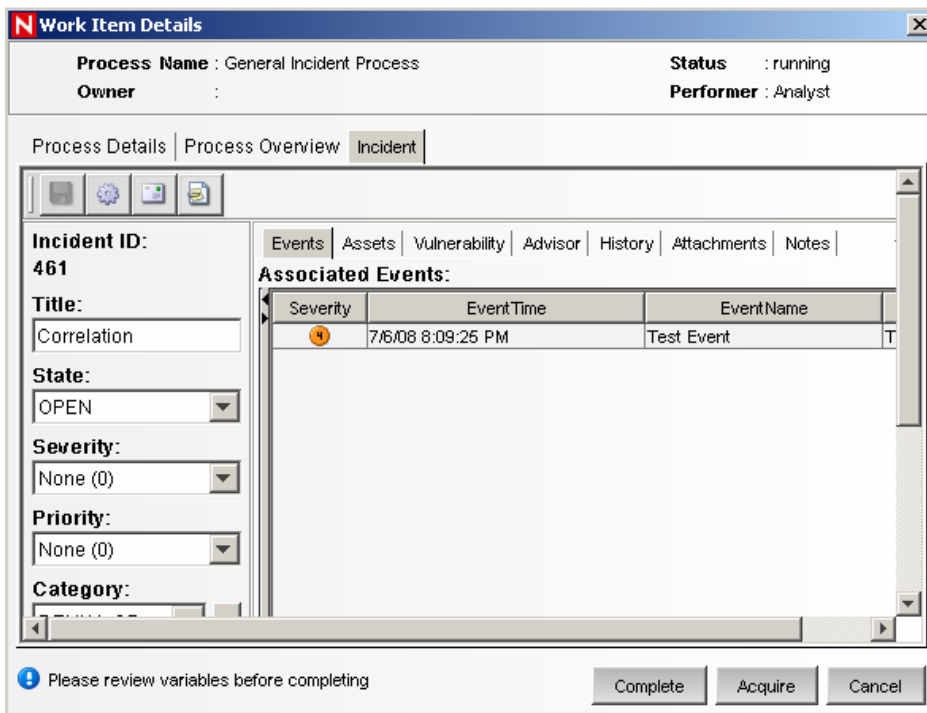 Work Item Details
Process Name : General Incident Process
Status : running
Owner :
Performer : Analyst
Process Details Process Overview Incident
Incident ID:
461
Title:
Correlation
State:
OPEN
Severity:
None (0)
Priority:
None (0)
Category:
Events Assets Vulnerability Advisor History Attachments Notes
Associated Events:
Severity EventTime EventName
4 7/6/08 8:09:25 PM Test Event T
Please review variables before completing
Complete Acquire Cancel